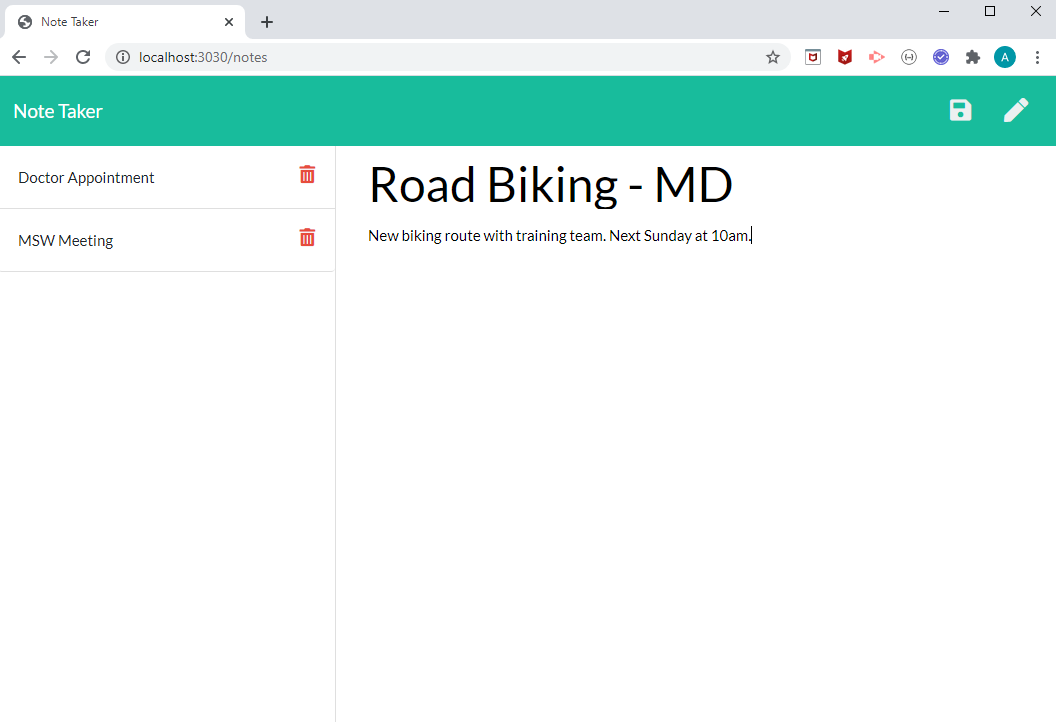 Note Taker
localhost:3030/notes
A
Note Taker
Doctor Appointment
MSW Meeting
Road Biking - MD
New biking route with training team. Next Sunday at 10am.